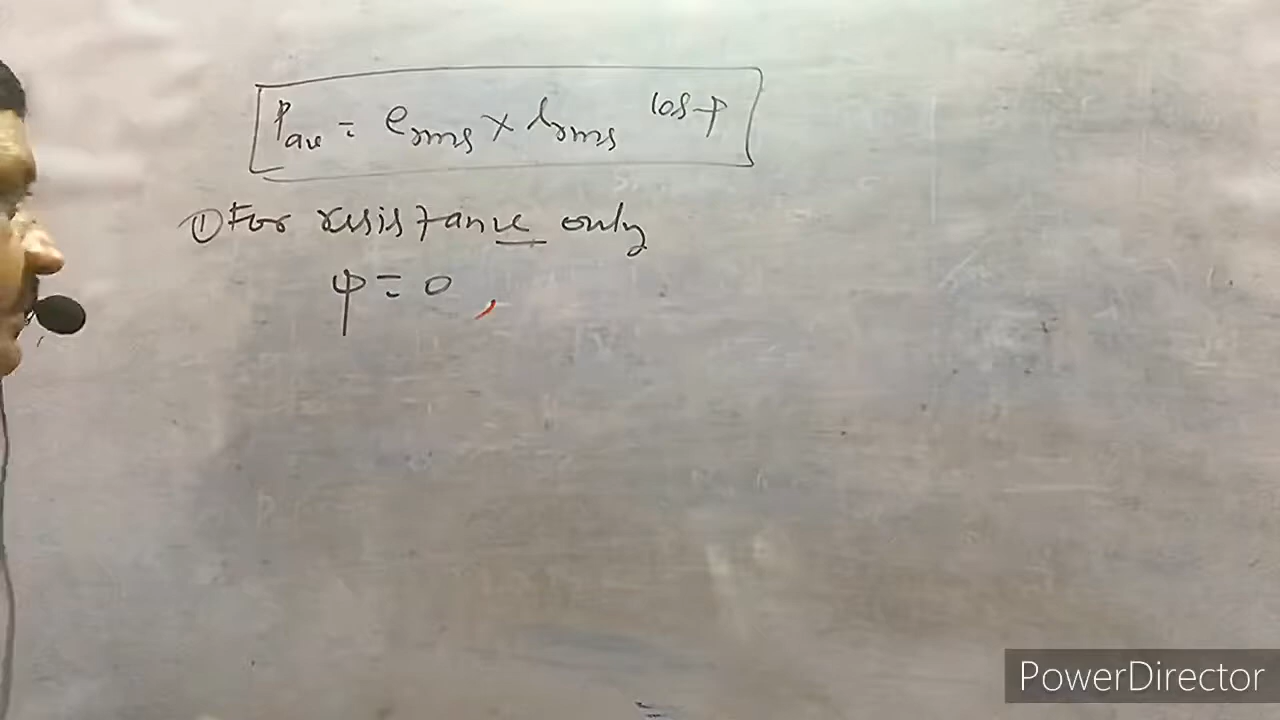 Pav = erms × irms cos φ
① For resistance only
φ = 0 ,
PowerDirector